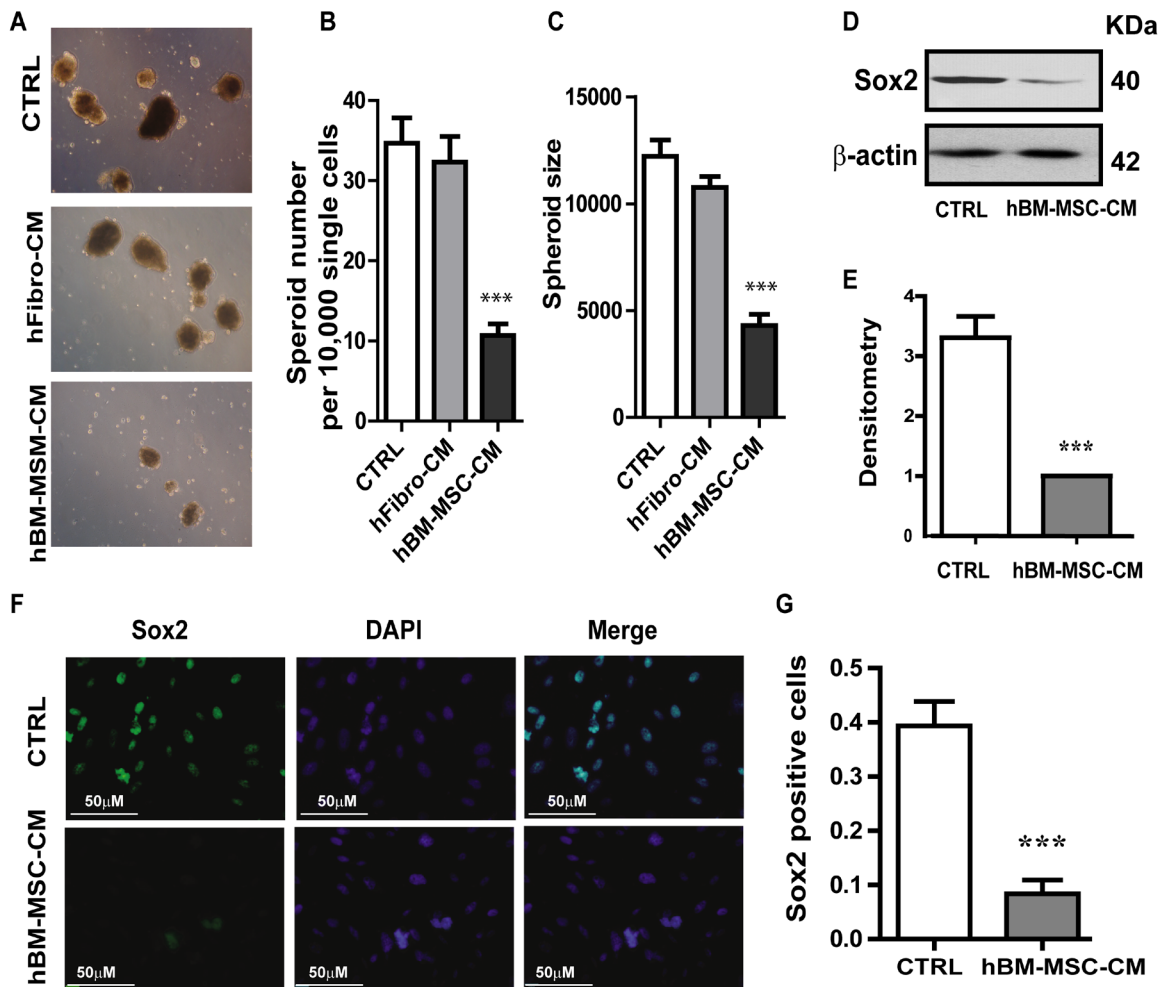 A
CTRL
hFibro-CM
hBM-MSM-CM
B
Speroid number
per 10,000 single cells
40
30
20
10
0
CTRL
hFibro-CM
hBM-MSC-CM
***
C
Spheroid size
15000
10000
5000
0
CTRL
hFibro-CM
hBM-MSC-CM
***
D
KDa
Sox2
40
β-actin
42
CTRL
hBM-MSC-CM
E
Densitometry
4
3
2
1
0
CTRL
hBM-MSC-CM
***
F
Sox2
DAPI
Merge
CTRL
50µM
50µM
50µM
hBM-MSC-CM
50µM
50µM
50µM
G
Sox2 positive cells
0.5
0.4
0.3
0.2
0.1
0.0
CTRL
hBM-MSC-CM
***